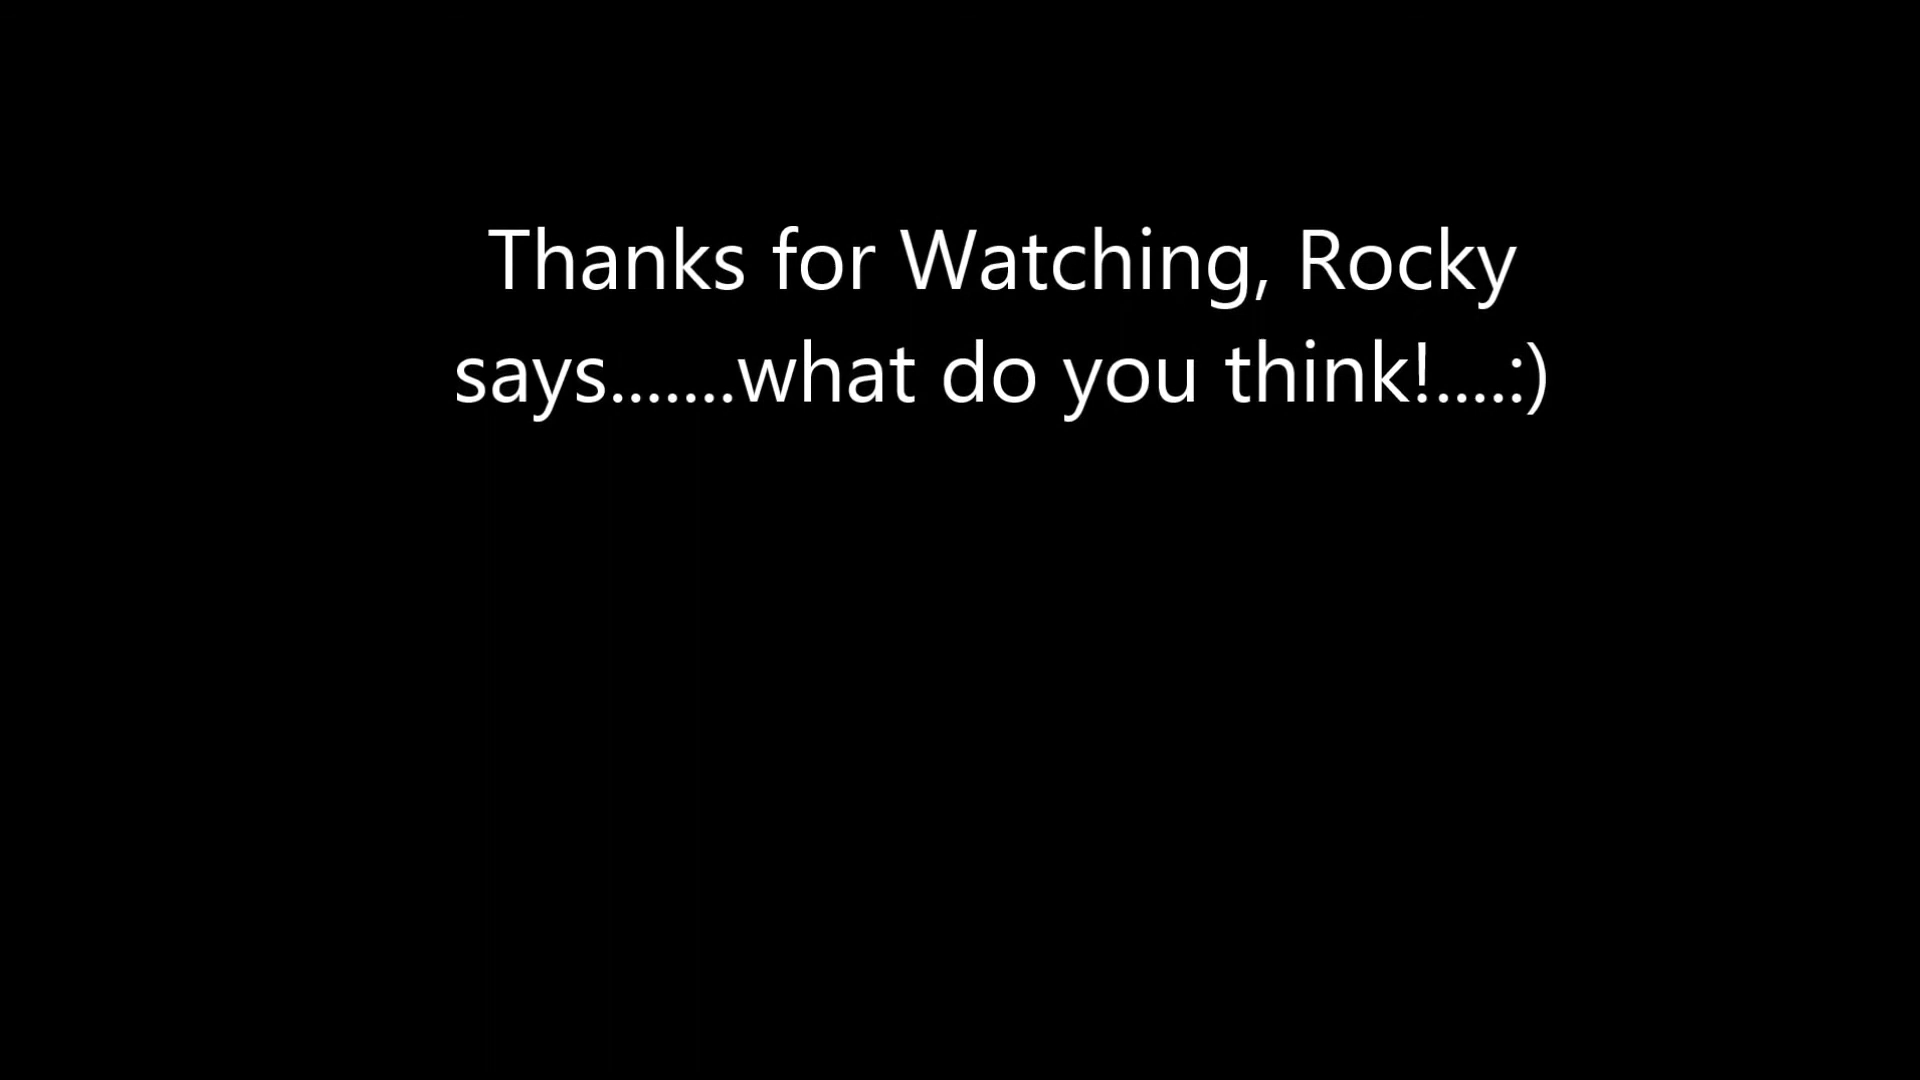 Thanks for Watching, Rocky
says.......what do you think!....:)